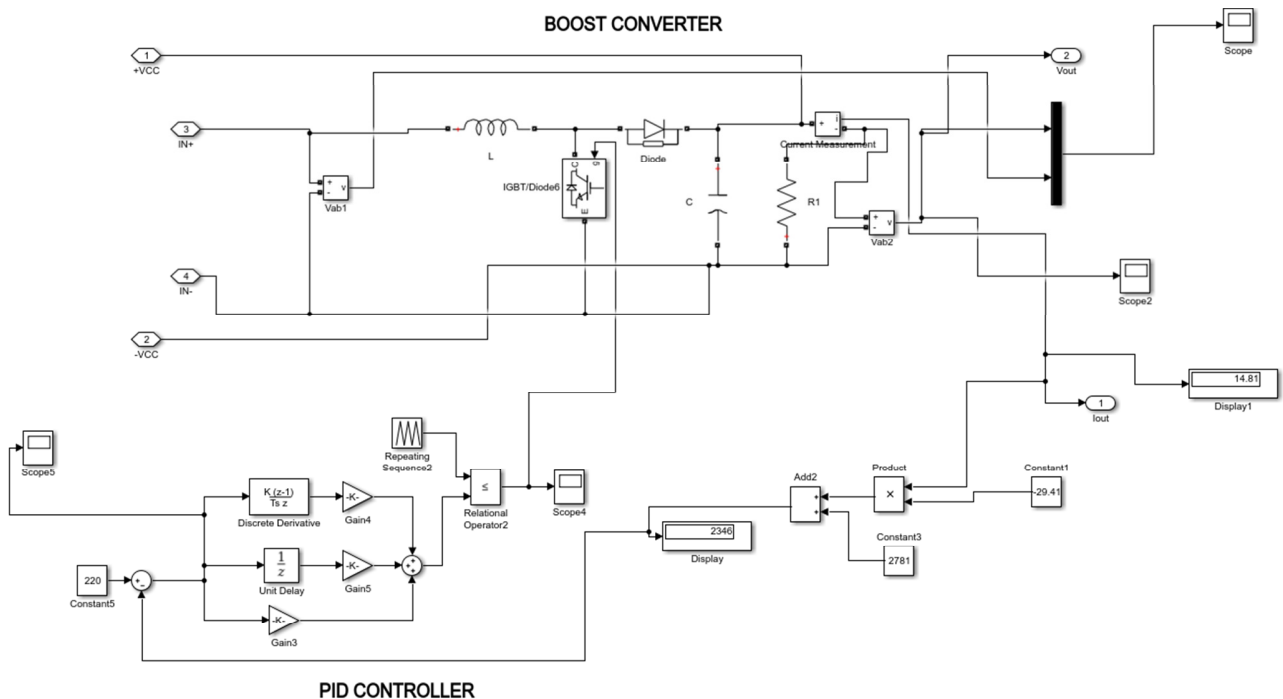 BOOST CONVERTER
Scope
1
+VCC
2
Vout
3
IN+
L
Diode
+
i
-
Current Measurement
IGBT/Diode6
g
C
E
+
-
v
Vab1
C
R1
+
-
v
Vab2
4
IN-
Scope2
2
-VCC
14.81
Display1
1
Iout
Scope5
Repeating
Sequence2
K (z-1)
Ts z
Discrete Derivative
-K-
Gain4
≤
Relational
Operator2
Scope4
Add2
+
+
Product
×
Constant1
-29.41
2346
Display
Constant3
2781
220
Constant5
+
-
1
z
Unit Delay
-K-
Gain5
+
+
+
-K-
Gain3
PID CONTROLLER